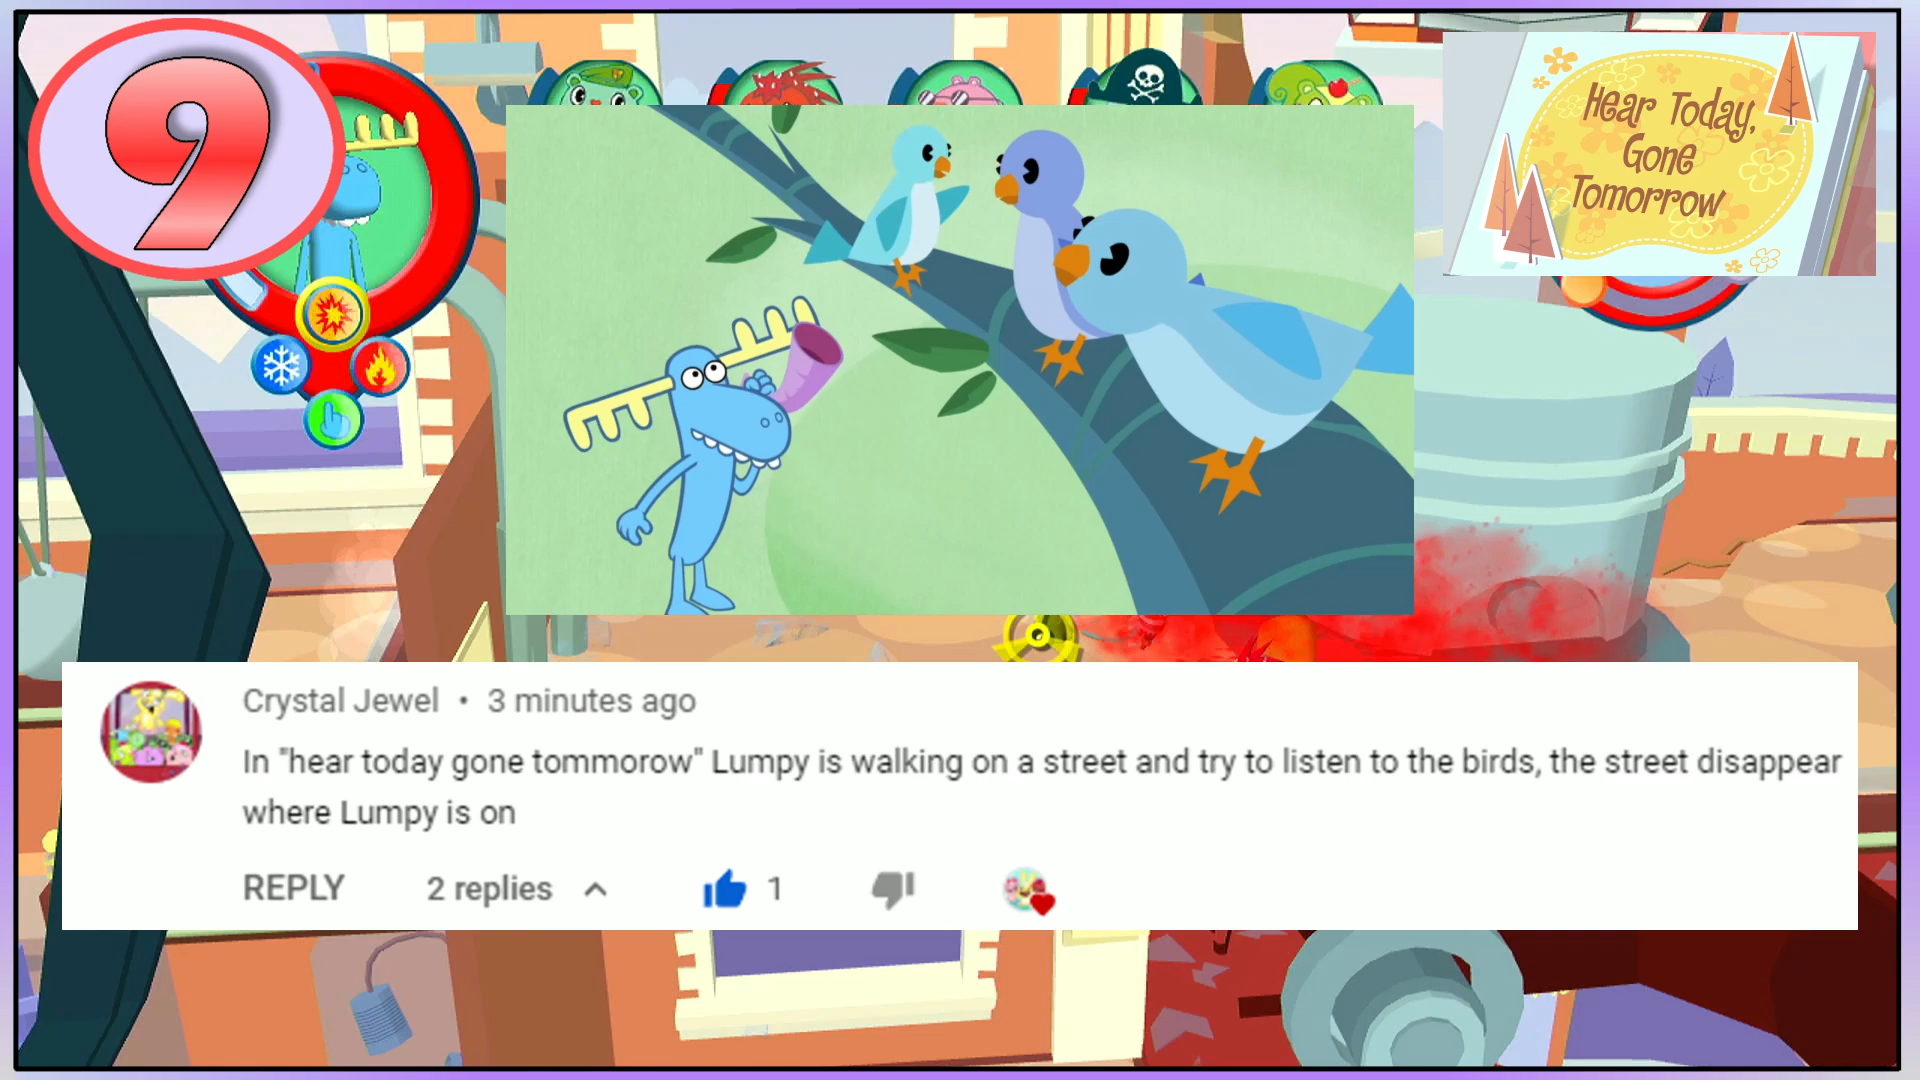 9
Hear Today,
Gone
Tomorrow
Crystal Jewel • 3 minutes ago
In "hear today gone tommorow" Lumpy is walking on a street and try to listen to the birds, the street disappear
where Lumpy is on
REPLY 2 replies 1